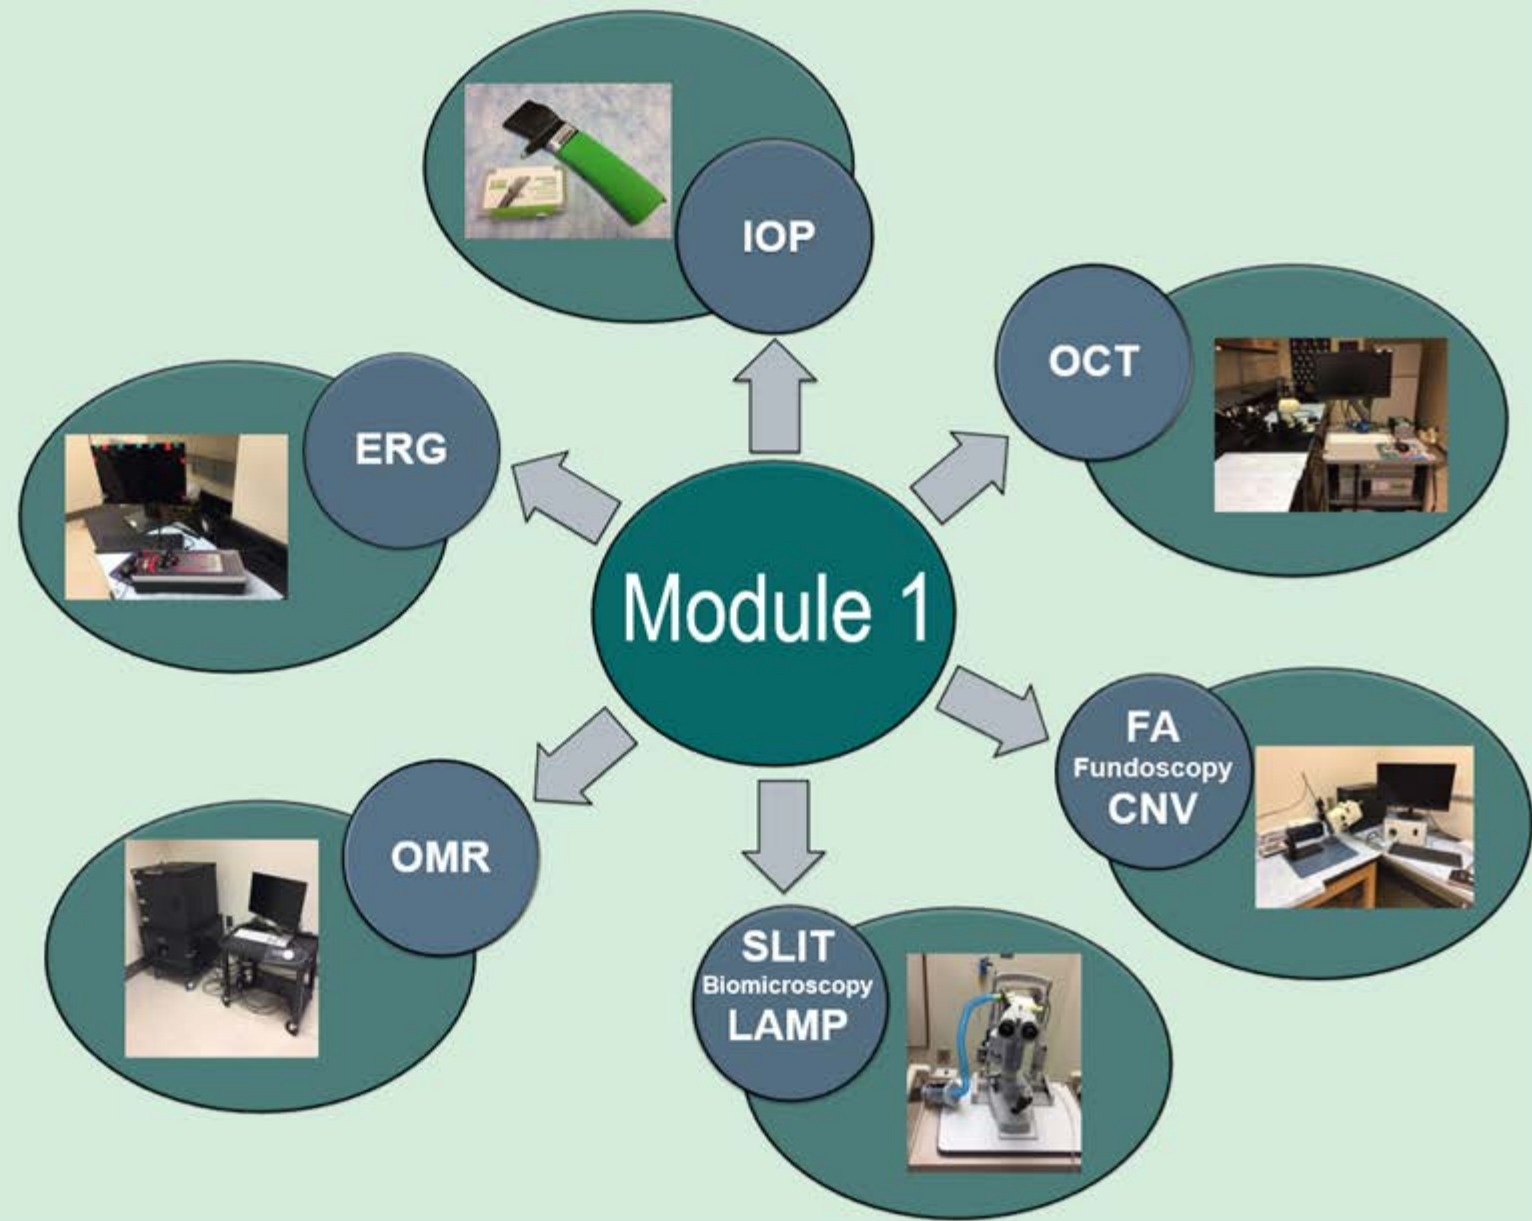 IOP
OCT
ERG
Module 1
FA
Fundoscopy
CNV
OMR
SLIT
Biomicroscopy
LAMP